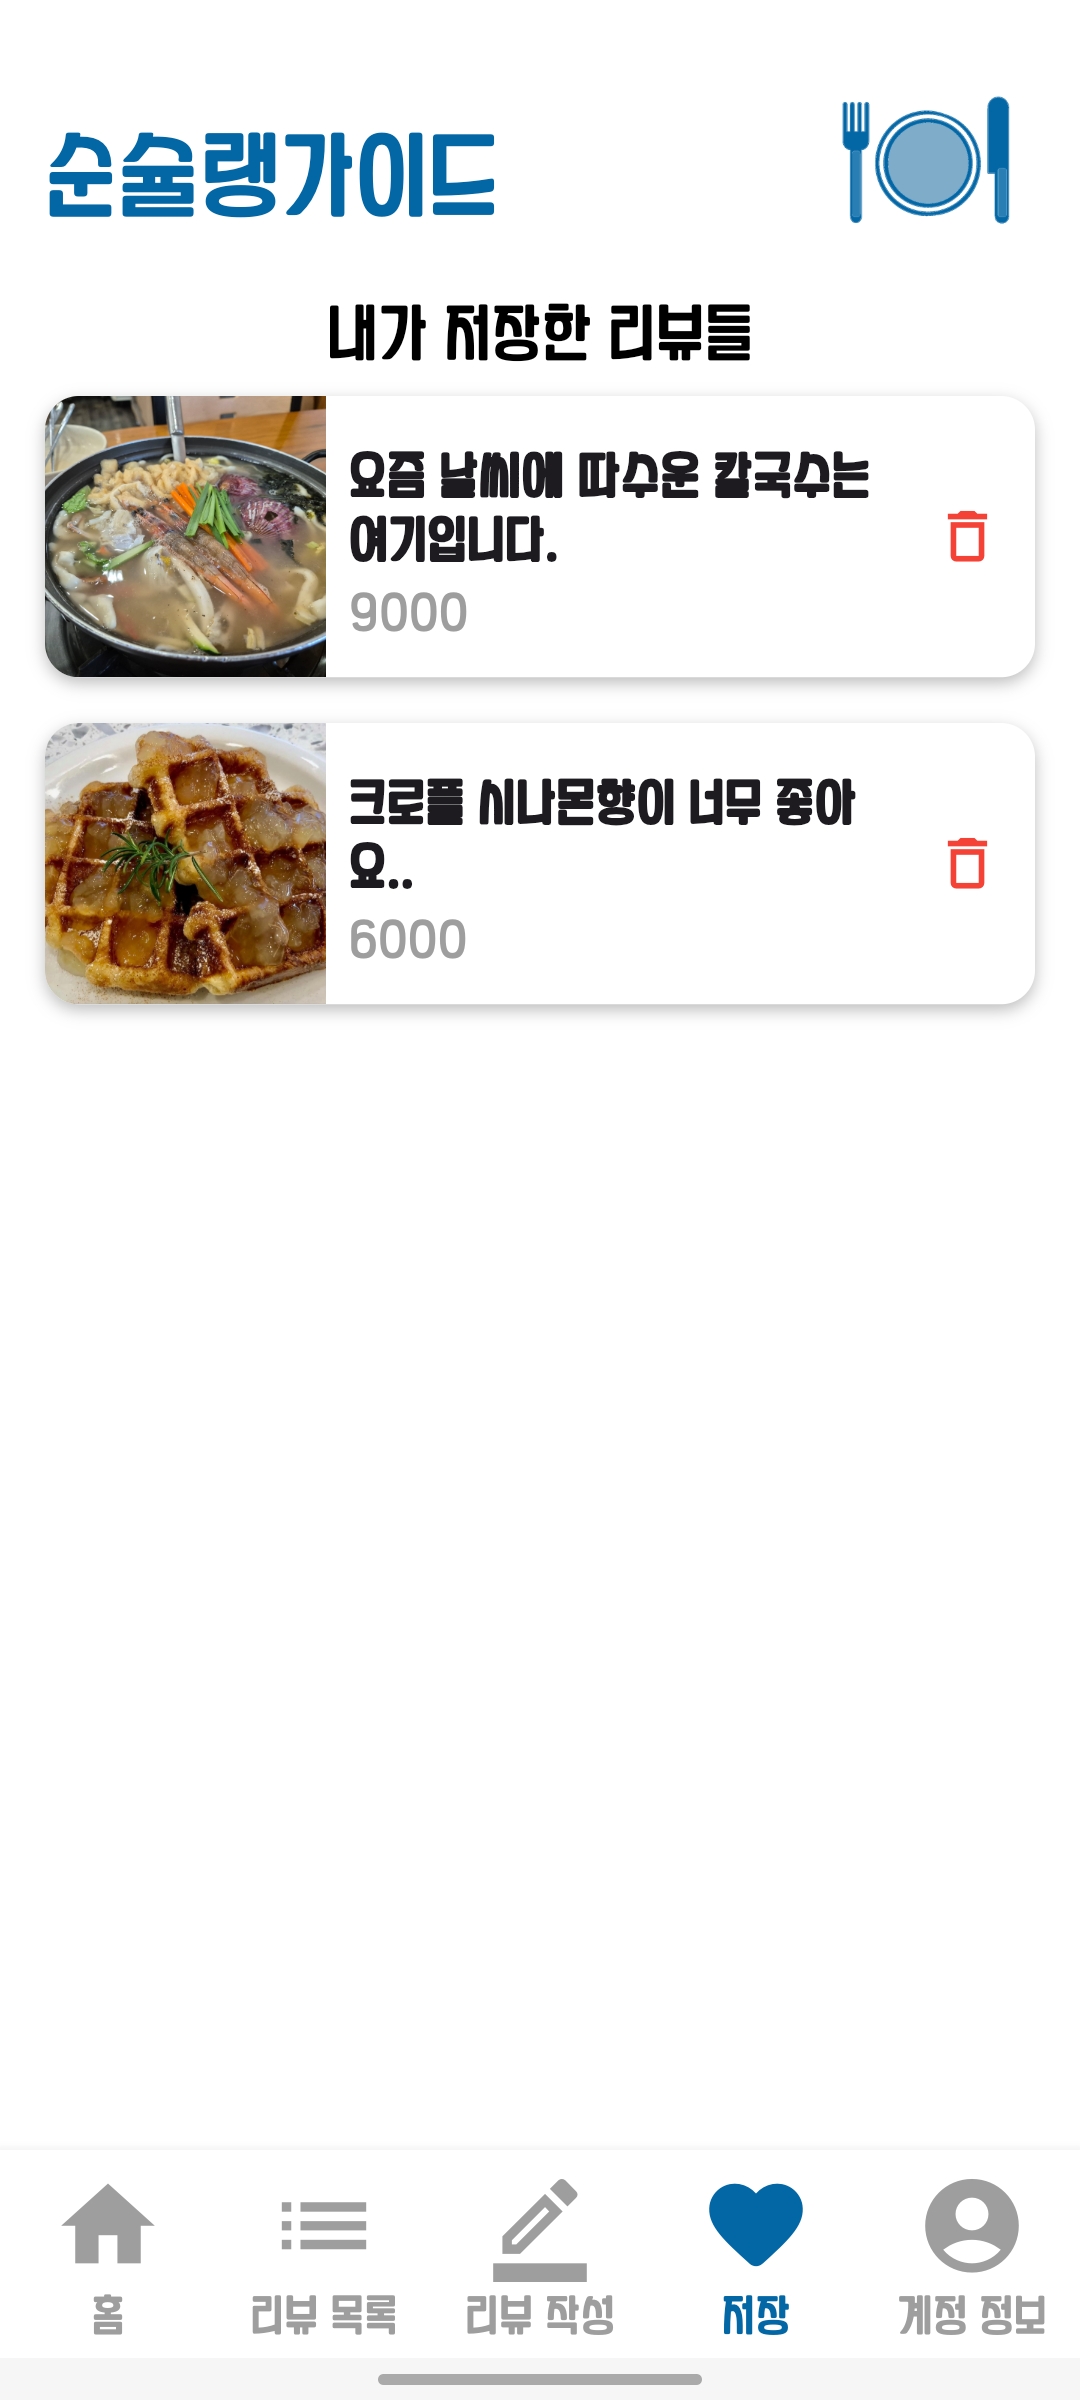 순슐랭가이드
내가 저장한 리뷰들
요즘 날씨에 따수운 칼국수는
여기입니다.
9000
크로플 시나몬향이 너무 좋아
요..
6000
홈
리뷰 목록
리뷰 작성
저장
계정 정보